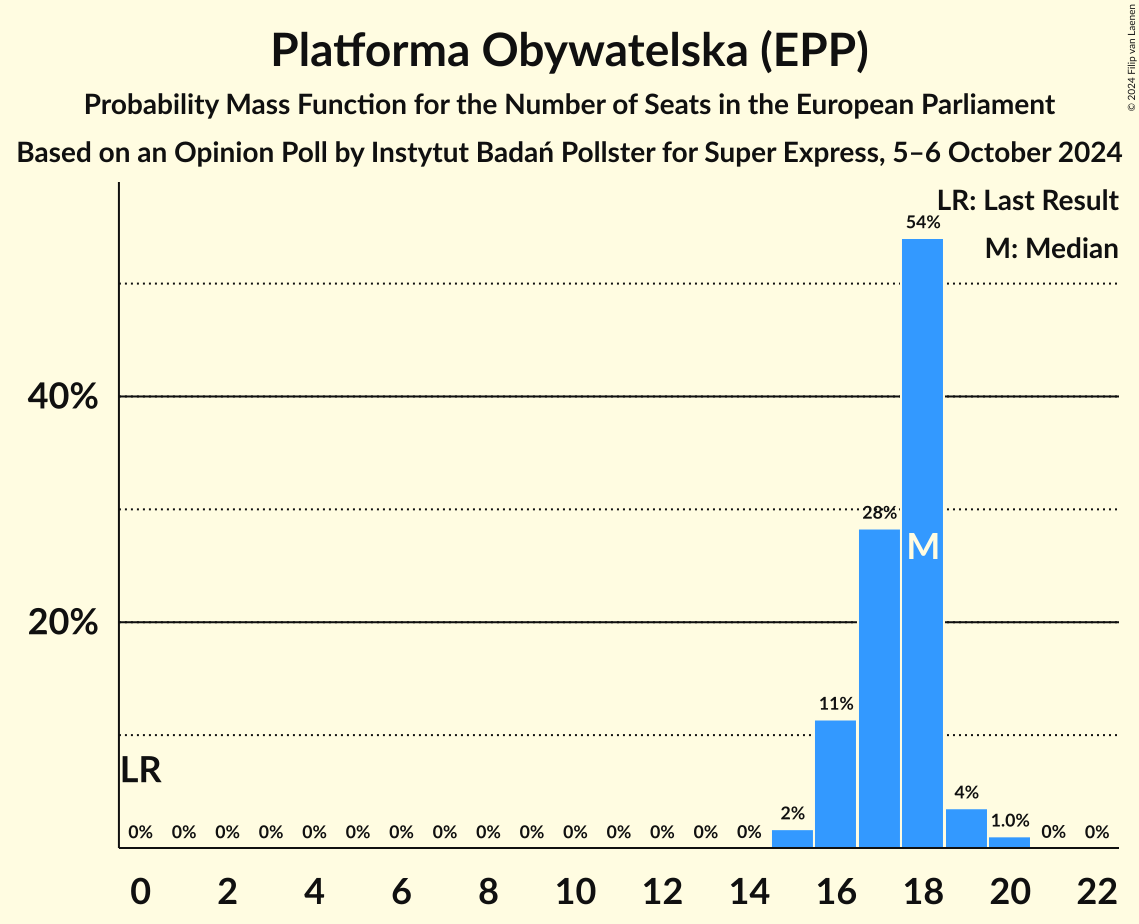 © 2024 Filip van Laenen
Platforma Obywatelska (EPP)
Probability Mass Function for the Number of Seats in the European Parliament
Based on an Opinion Poll by Instytut Badań Pollster for Super Express, 5–6 October 2024
LR: Last Result
54%
M: Median
40%
28%
M
20%
11%
LR
4%
2%
1.0%
0% 0% 0% 0% 0% 0% 0% 0% 0% 0% 0% 0% 0% 0% 0% 0% 0%
0 2 4 6 8 10 12 14 16 18 20 22